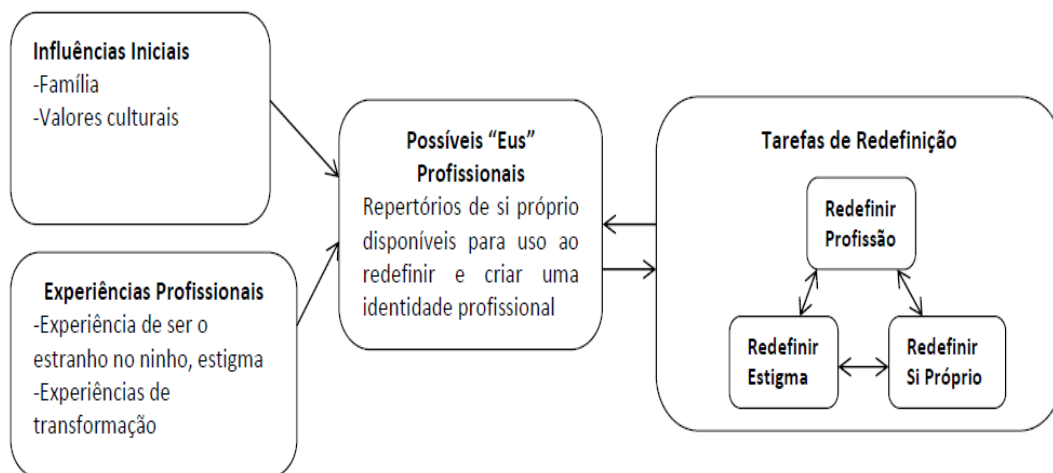 Influências Iniciais
-Família
-Valores culturais
Experiências Profissionais
-Experiência de ser o
estranho no ninho, estigma
-Experiências de
transformação
Possíveis “Eus”
Profissionais
Repertórios de si próprio
disponíveis para uso ao
redefinir e criar uma
identidade profissional
Tarefas de Redefinição
Redefinir
Profissão
Redefinir
Estigma
Redefinir
Si Próprio